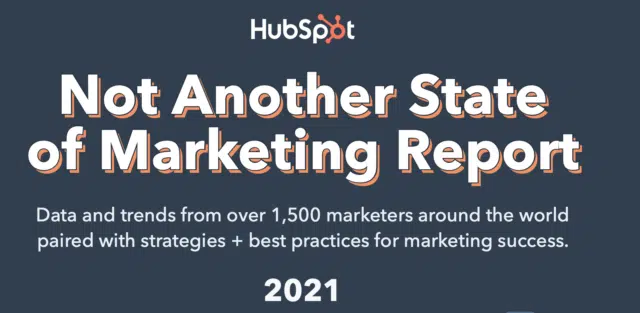 HubSpot
Not Another State
of Marketing Report
Data and trends from over 1,500 marketers around the world
paired with strategies + best practices for marketing success.
2021